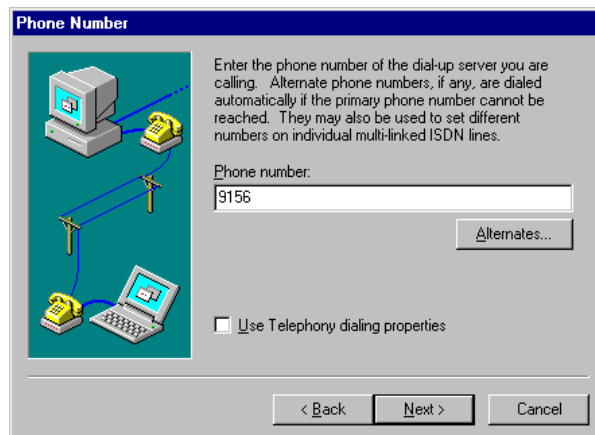 Phone Number
Enter the phone number of the dial-up server you are
calling. Alternate phone numbers, if any, are dialed
automatically if the primary phone number cannot be
reached. They may also be used to set different
numbers on individual multi-linked ISDN lines.
Phone number:
9156
Alternates...
Use Telephony dialing properties
< Back
Next >
Cancel